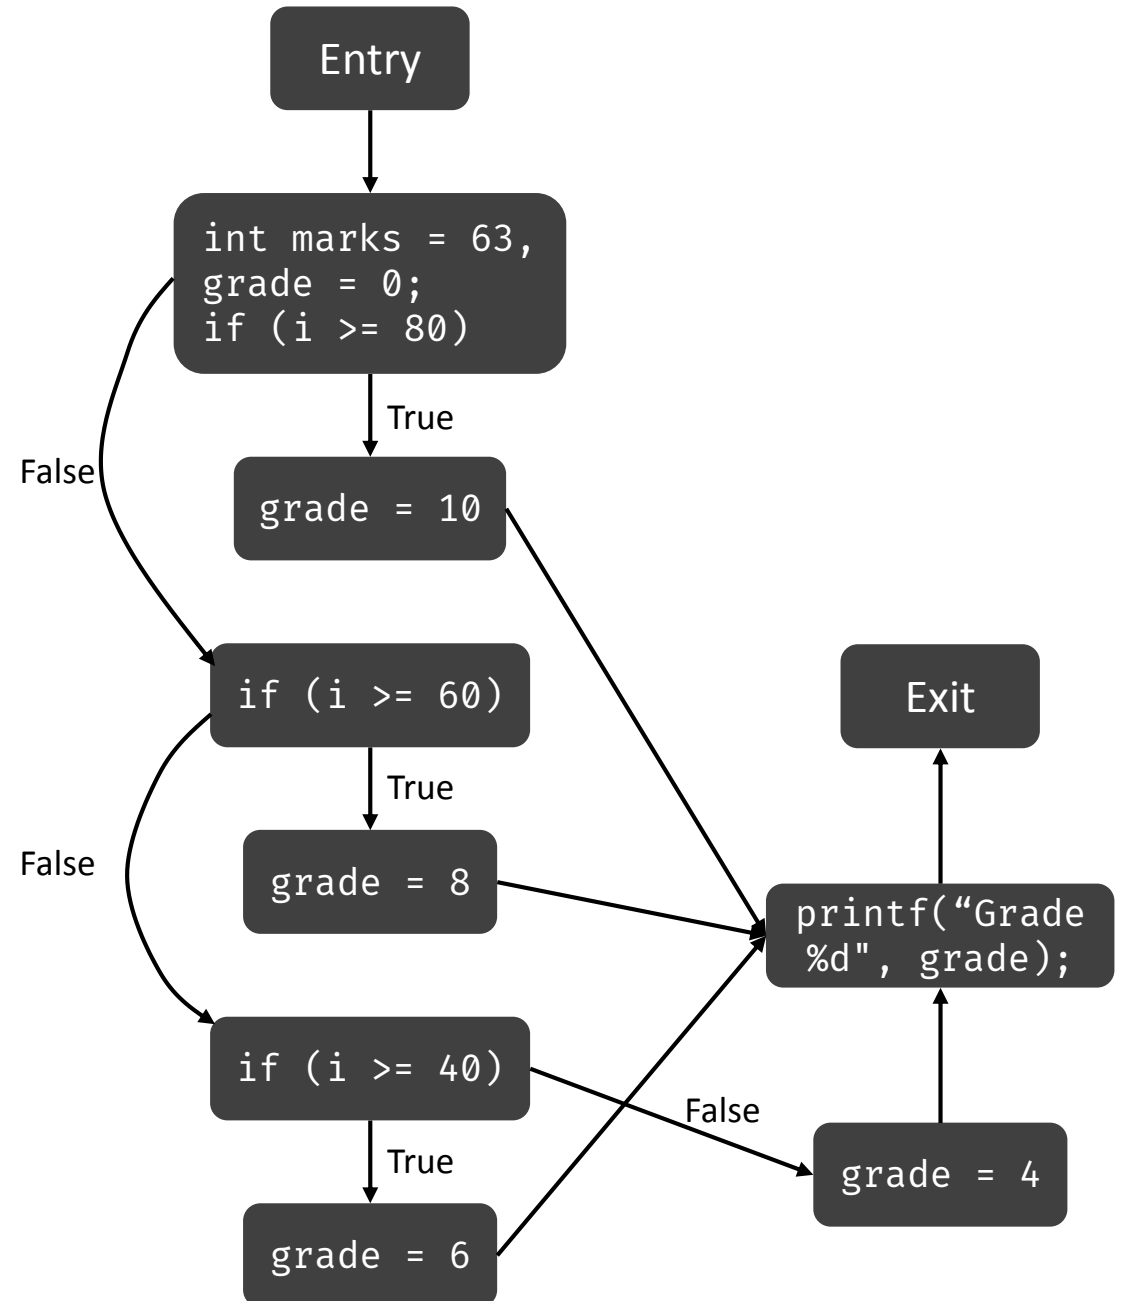 Entry
int marks = 63,
grade = 0;
if (i >= 80)
True
False
grade = 10
if (i >= 60)
Exit
True
False
grade = 8
printf(“Grade
%d", grade);
if (i >= 40)
False
True
grade = 4
grade = 6